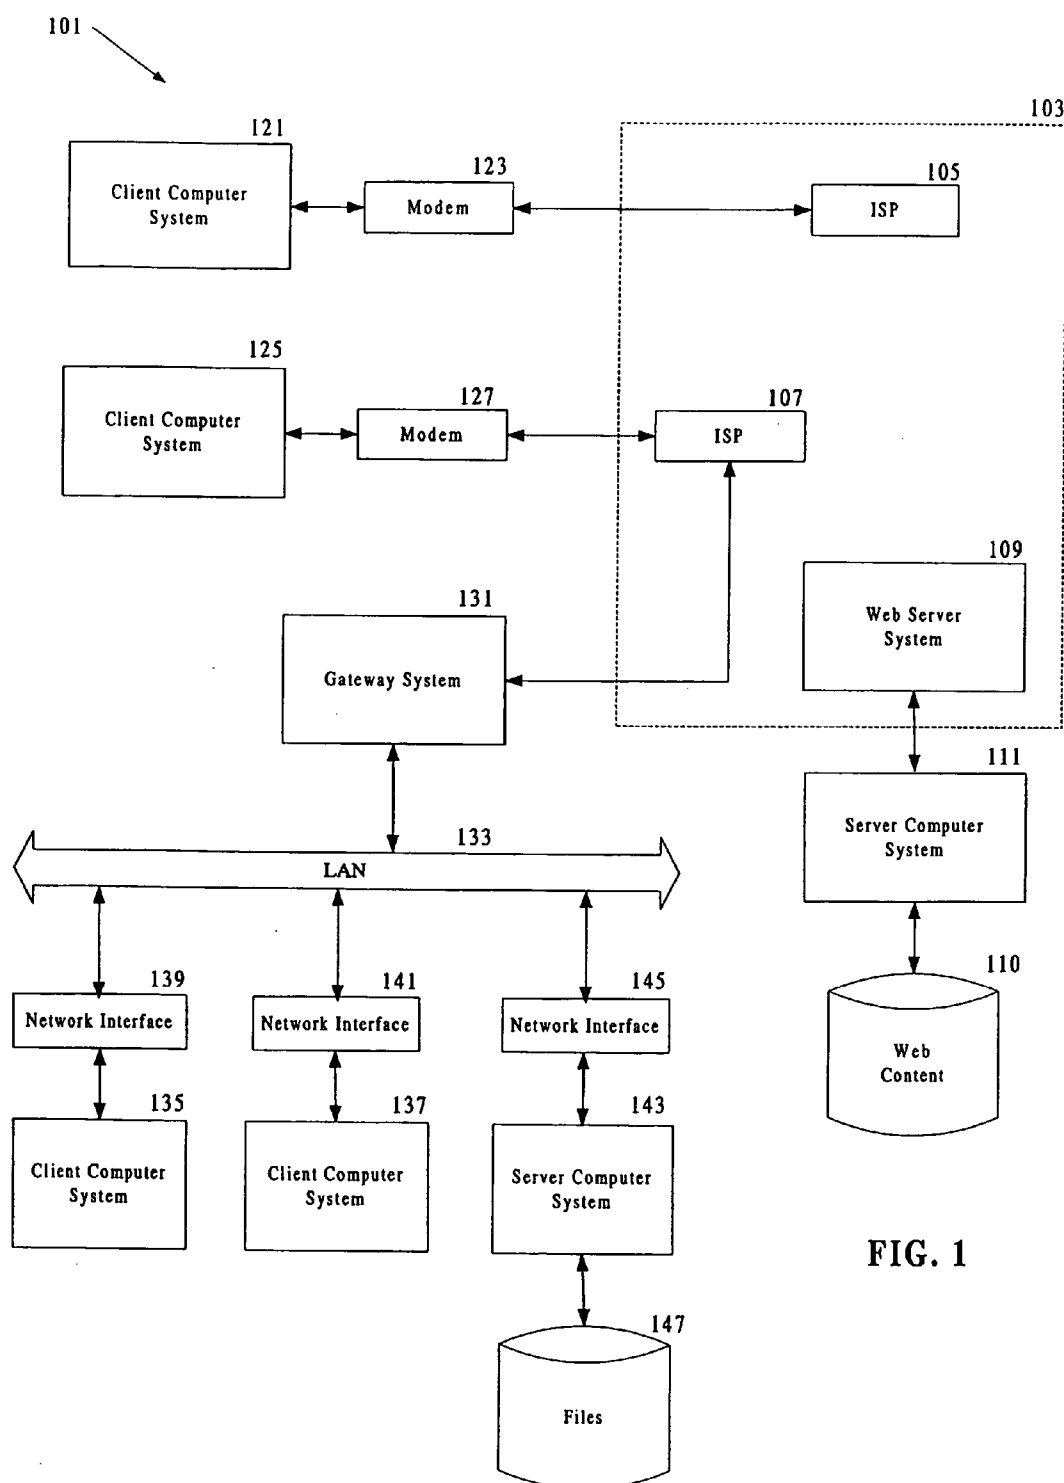 101
103
121
Client Computer
System
123
Modem
105
ISP
125
Client Computer
System
127
Modem
107
ISP
109
Web Server
System
131
Gateway System
111
Server Computer
System
133
LAN
110
Web
Content
139
Network Interface
141
Network Interface
145
Network Interface
135
Client Computer
System
137
Client Computer
System
143
Server Computer
System
FIG. 1
147
Files